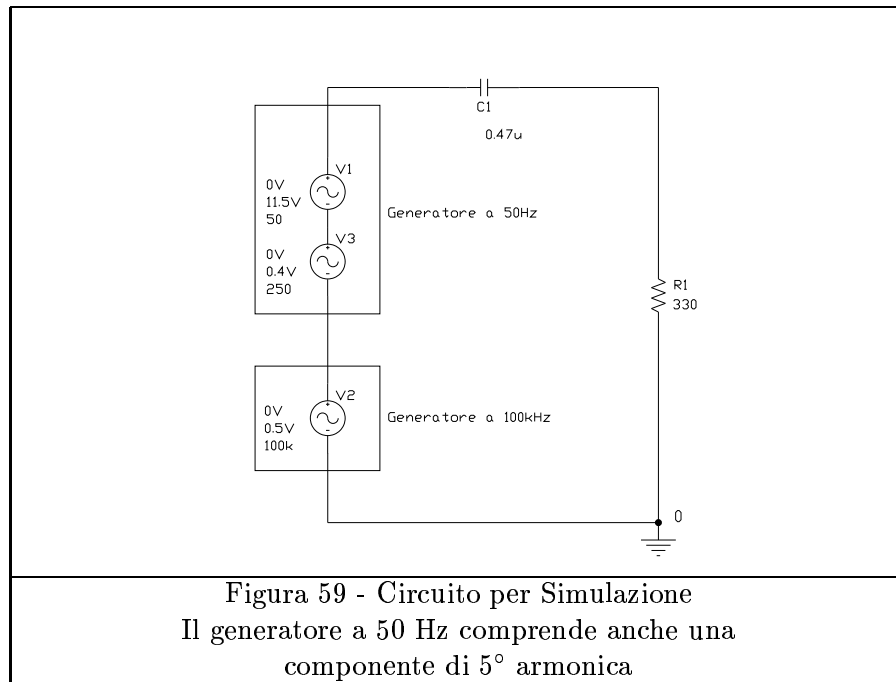 C1
0.47u
V1
0V
11.5V
50
Generatore a 50Hz
V3
0V
0.4V
250
R1
330
V2
0V
0.5V
100k
Generatore a 100kHz
0
Figura 59 - Circuito per Simulazione
Il generatore a 50 Hz comprende anche una
componente di 5° armonica